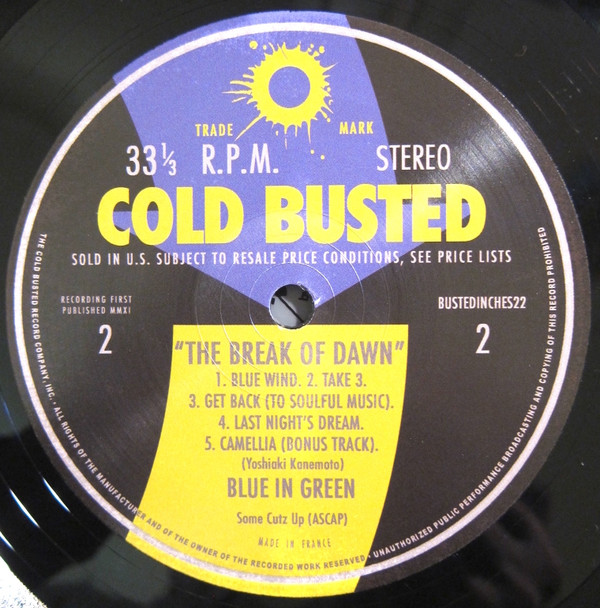 TRADE MARK
33⅓ R.P.M. STEREO
COLD BUSTED
SOLD IN U.S. SUBJECT TO RESALE PRICE CONDITIONS, SEE PRICE LISTS
RECORDING FIRST
PUBLISHED MMXI
BUSTEDINCHES22
2 2
"THE BREAK OF DAWN"
1. BLUE WIND. 2. TAKE 3.
3. GET BACK (TO SOULFUL MUSIC).
4. LAST NIGHT'S DREAM.
5. CAMELLIA (BONUS TRACK).
(Yoshiaki Kanemoto)
BLUE IN GREEN
Some Cutz Up (ASCAP)
MADE IN FRANCE
THE COLD BUSTED RECORD COMPANY, INC. · ALL RIGHTS OF THE MANUFACTURER AND OF THE OWNER OF THE RECORDED WORK RESERVED · UNAUTHORIZED PUBLIC PERFORMANCE BROADCASTING AND COPYING OF THIS RECORD PROHIBITED